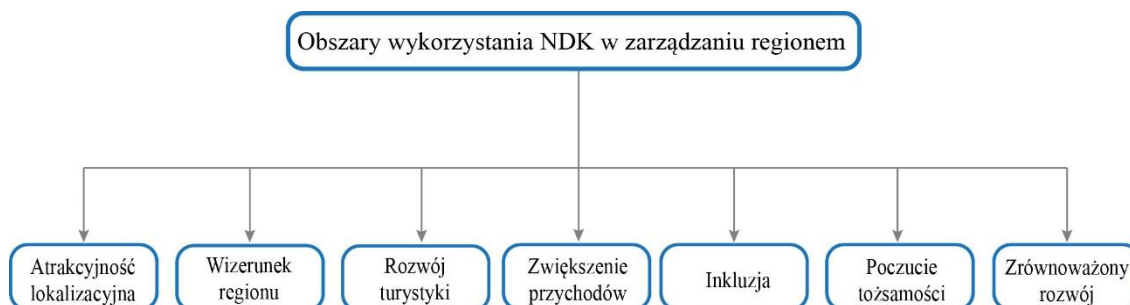 Obszary wykorzystania NDK w zarządzaniu regionem
Atrakcyjność
lokalizacyjna
Wizerunek
regionu
Rozwój
turystyki
Zwiększenie
przychodów
Inkluzja
Poczucie
tożsamości
Zrównoważony
rozwój